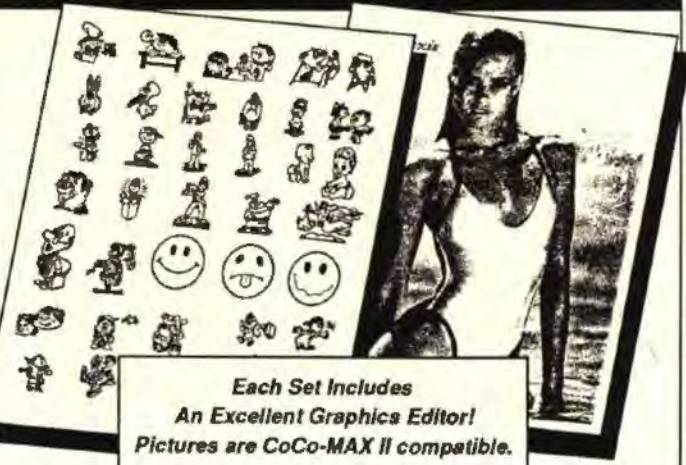 Each Set Includes
An Excellent Graphics Editor!
Pictures are CoCo-MAX II compatible.